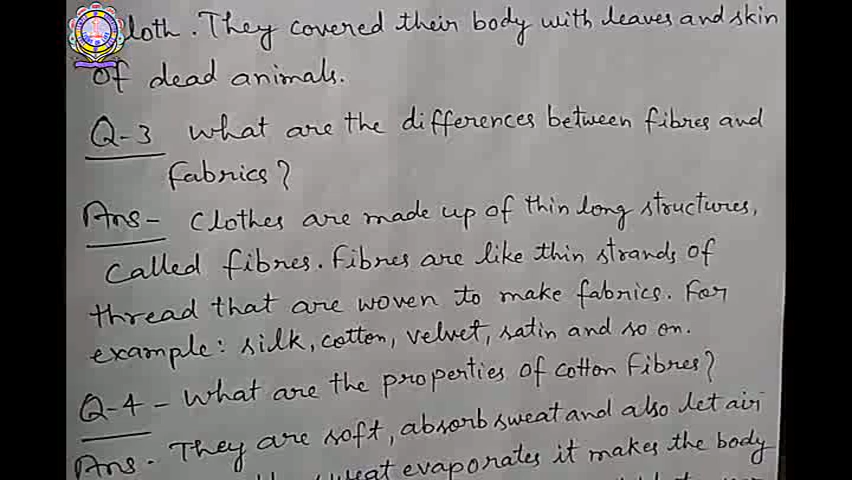 cloth. They covered their body with leaves and skin
of dead animals.
Q-3 What are the differences between fibres and
fabrics?
Ans- Clothes are made up of thin long structures,
called fibres. Fibres are like thin strands of
thread that are woven to make fabrics. For
example: silk, cotton, velvet, satin and so on.
Q-4 - What are the properties of cotton fibres?
Ans - They are soft, absorb sweat and also let air
sweat evaporates it makes the body